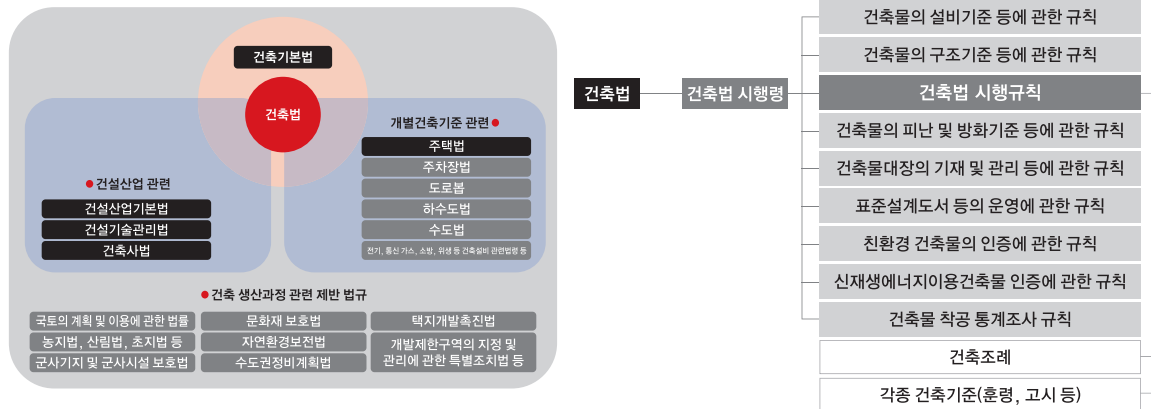 건축기본법
건축법
개별건축기준 관련
주택법
주차장법
도로봅
하수도법
수도법
전기, 통신 가스, 소방, 위생 등 건축설비 관련법령 등
건설산업 관련
건설산업기본법
건설기술관리법
건축사법
건축 생산과정 관련 제반 법규
국토의 계획 및 이용에 관한 법률
농지법, 산림법, 초지법 등
군사기지 및 군사시설 보호법
문화재 보호법
자연환경보전법
수도권정비계획법
택지개발촉진법
개발제한구역의 지정 및
관리에 관한 특별조치법 등
건축법
건축법 시행령
건축물의 설비기준 등에 관한 규칙
건축물의 구조기준 등에 관한 규칙
건축법 시행규칙
건축물의 피난 및 방화기준 등에 관한 규칙
건축물대장의 기재 및 관리 등에 관한 규칙
표준설계도서 등의 운영에 관한 규칙
친환경 건축물의 인증에 관한 규칙
신재생에너지이용건축물 인증에 관한 규칙
건축물 착공 통계조사 규칙
건축조례
각종 건축기준(훈령, 고시 등)